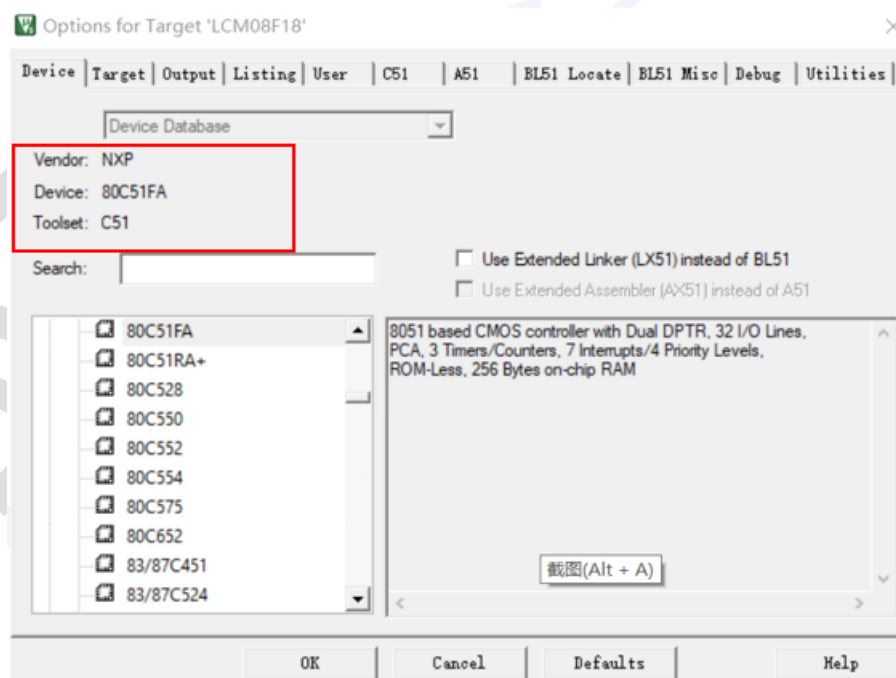 Options for Target 'LCM08F18'
Device Target Output Listing User C51 A51 BL51 Locate BL51 Misc Debug Utilities
Device Database
Vendor: NXP
Device: 80C51FA
Toolset: C51
Search:
Use Extended Linker (LX51) instead of BL51
Use Extended Assembler (AX51) instead of A51
80C51FA
80C51RA+
80C528
80C550
80C552
80C554
80C575
80C652
83/87C451
83/87C524
8051 based CMOS controller with Dual DPTR, 32 I/O Lines,
PCA, 3 Timers/Counters, 7 Interrupts/4 Priority Levels,
ROM-Less, 256 Bytes on-chip RAM
截图(Alt + A)
OK Cancel Defaults Help